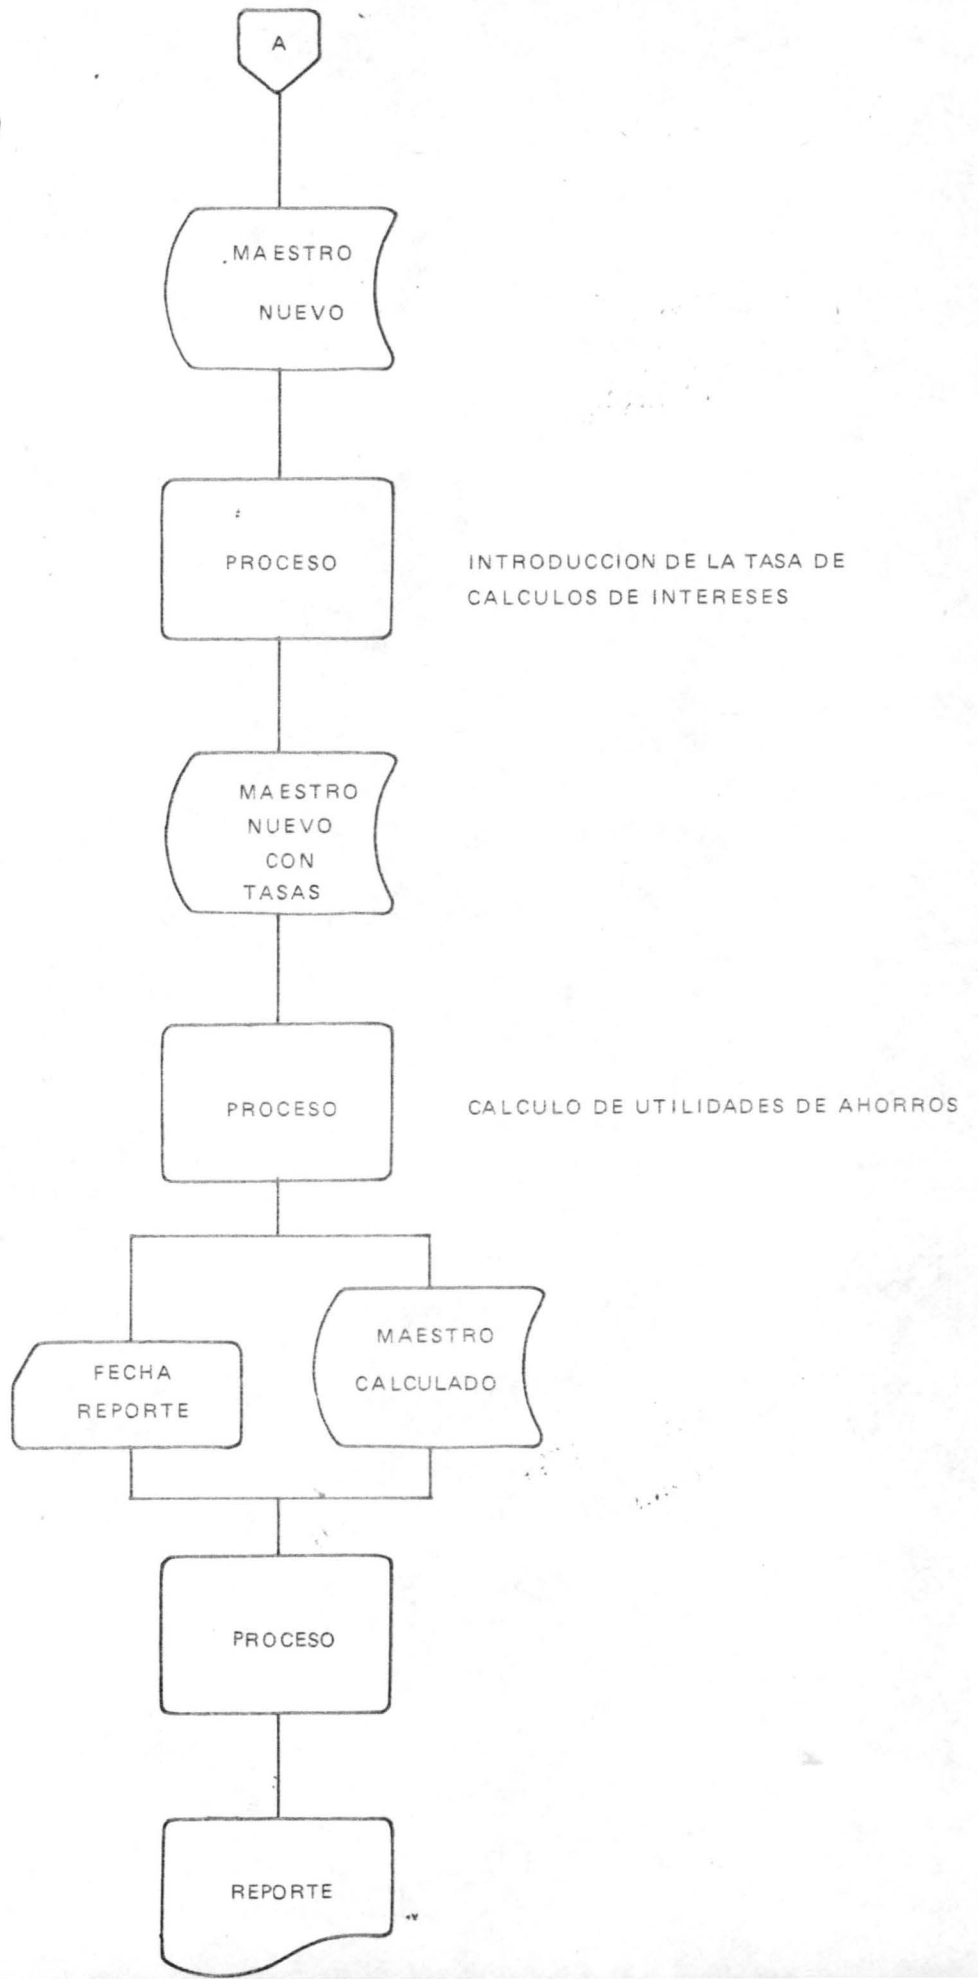 A
MAESTRO
NUEVO
PROCESO
INTRODUCCION DE LA TASA DE
CALCULOS DE INTERESES
MAESTRO
NUEVO
CON
TASAS
PROCESO
CALCULO DE UTILIDADES DE AHORROS
FECHA
REPORTE
MAESTRO
CALCULADO
PROCESO
REPORTE